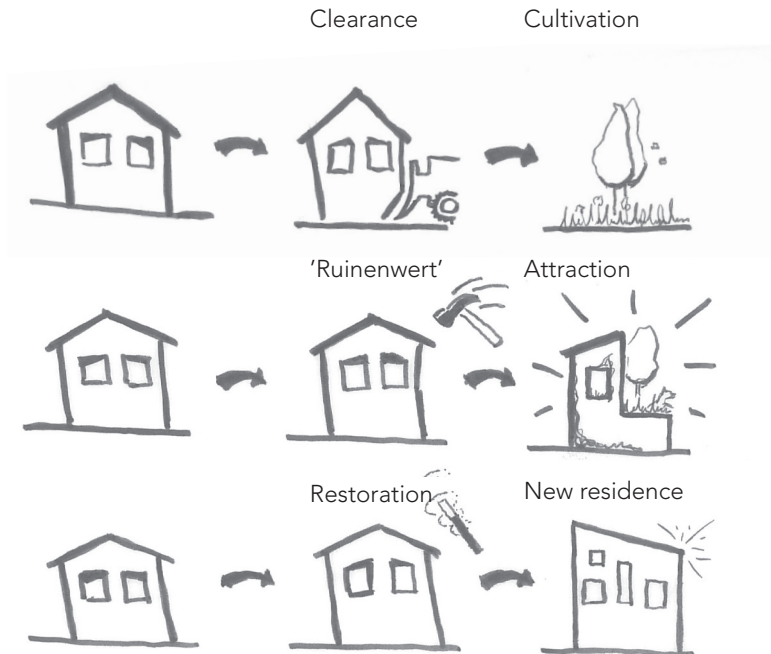 Clearance
Cultivation
'Ruinenwert'
Attraction
Restoration
New residence